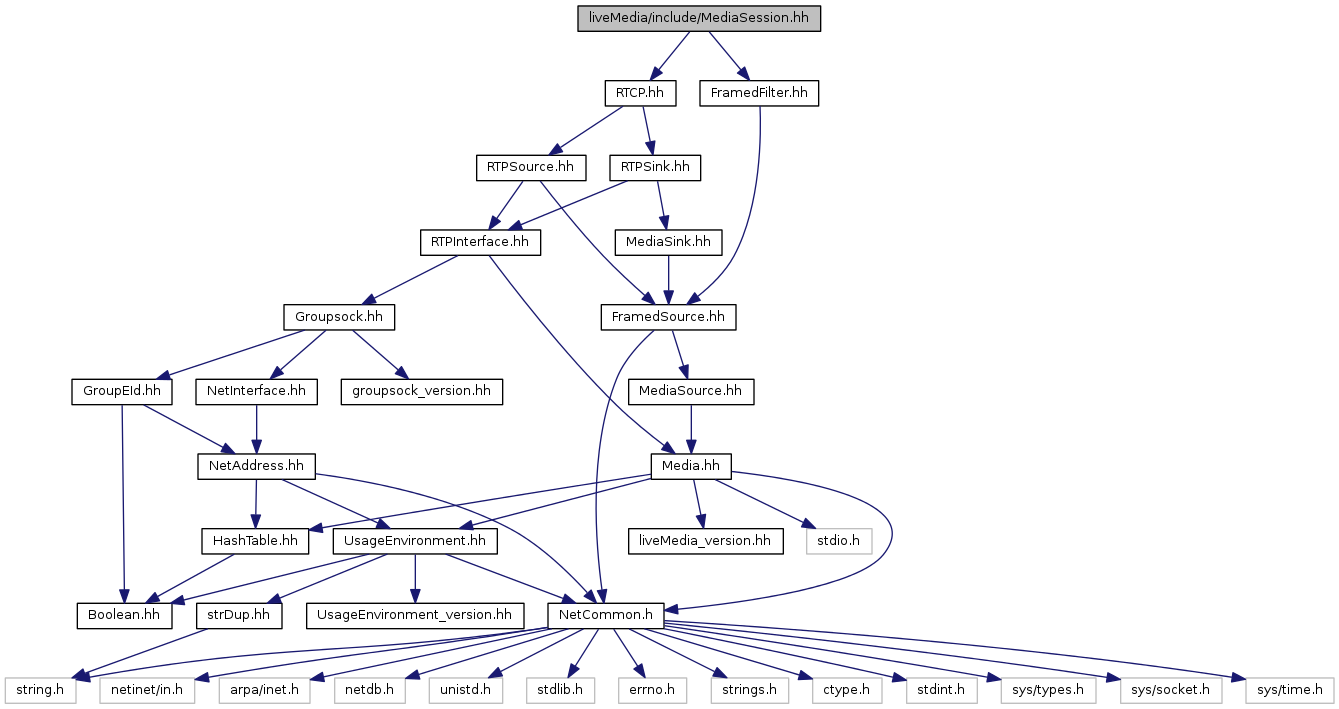 liveMedia/include/MediaSession.hh
RTCP.hh
FramedFilter.hh
RTPSource.hh
RTPSink.hh
RTPInterface.hh
MediaSink.hh
Groupsock.hh
FramedSource.hh
GroupEId.hh
NetInterface.hh
groupsock_version.hh
MediaSource.hh
NetAddress.hh
Media.hh
HashTable.hh
UsageEnvironment.hh
liveMedia_version.hh
stdio.h
Boolean.hh
strDup.hh
UsageEnvironment_version.hh
NetCommon.h
string.h
netinet/in.h
arpa/inet.h
netdb.h
unistd.h
stdlib.h
errno.h
strings.h
ctype.h
stdint.h
sys/types.h
sys/socket.h
sys/time.h